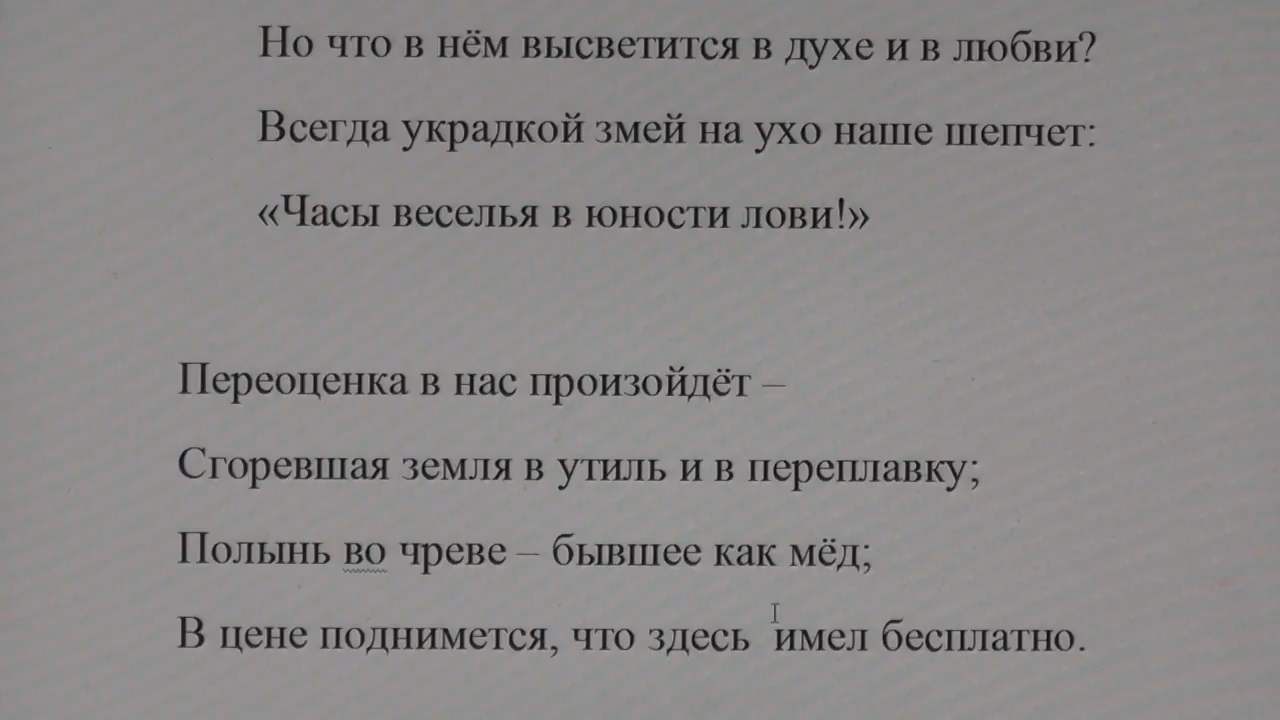 Но что в нём высветится в духе и в любви?
Всегда украдкой змей на ухо наше шепчет:
«Часы веселья в юности лови!»
Переоценка в нас произойдёт –
Сгоревшая земля в утиль и в переплавку;
Полынь во чреве – бывшее как мёд;
В цене поднимется, что здесь имел бесплатно.